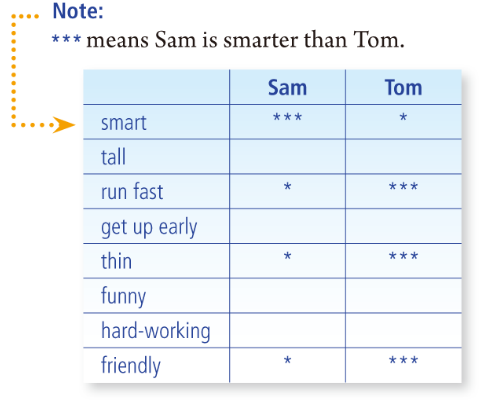 Note:
*** means Sam is smarter than Tom.
Sam Tom
smart *** *
tall
run fast * ***
get up early
thin * ***
funny
hard-working
friendly * ***